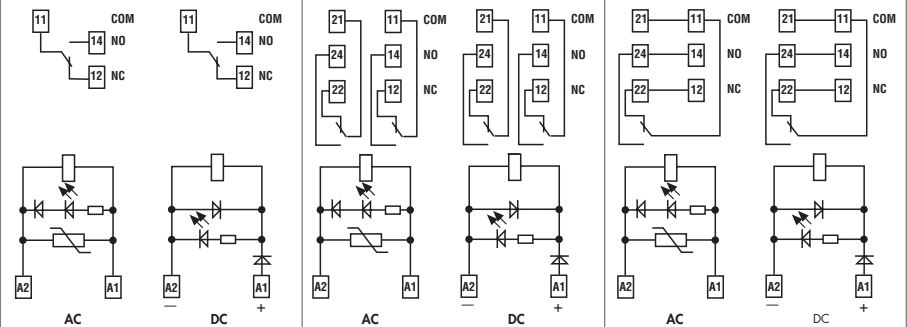 11 COM 11 COM
14 NO 14 NO
12 NC 12 NC
A2 A1 A2 A1
— +
AC DC
21 11 COM 21 11 COM
24 14 NO 24 14 NO
22 12 NC 22 12 NC
A2 A1 A2 A1
— +
AC DC
21 11 COM 21 11 COM
24 14 NO 24 14 NO
22 12 NC 22 12 NC
A2 A1 A2 A1
— +
AC DC